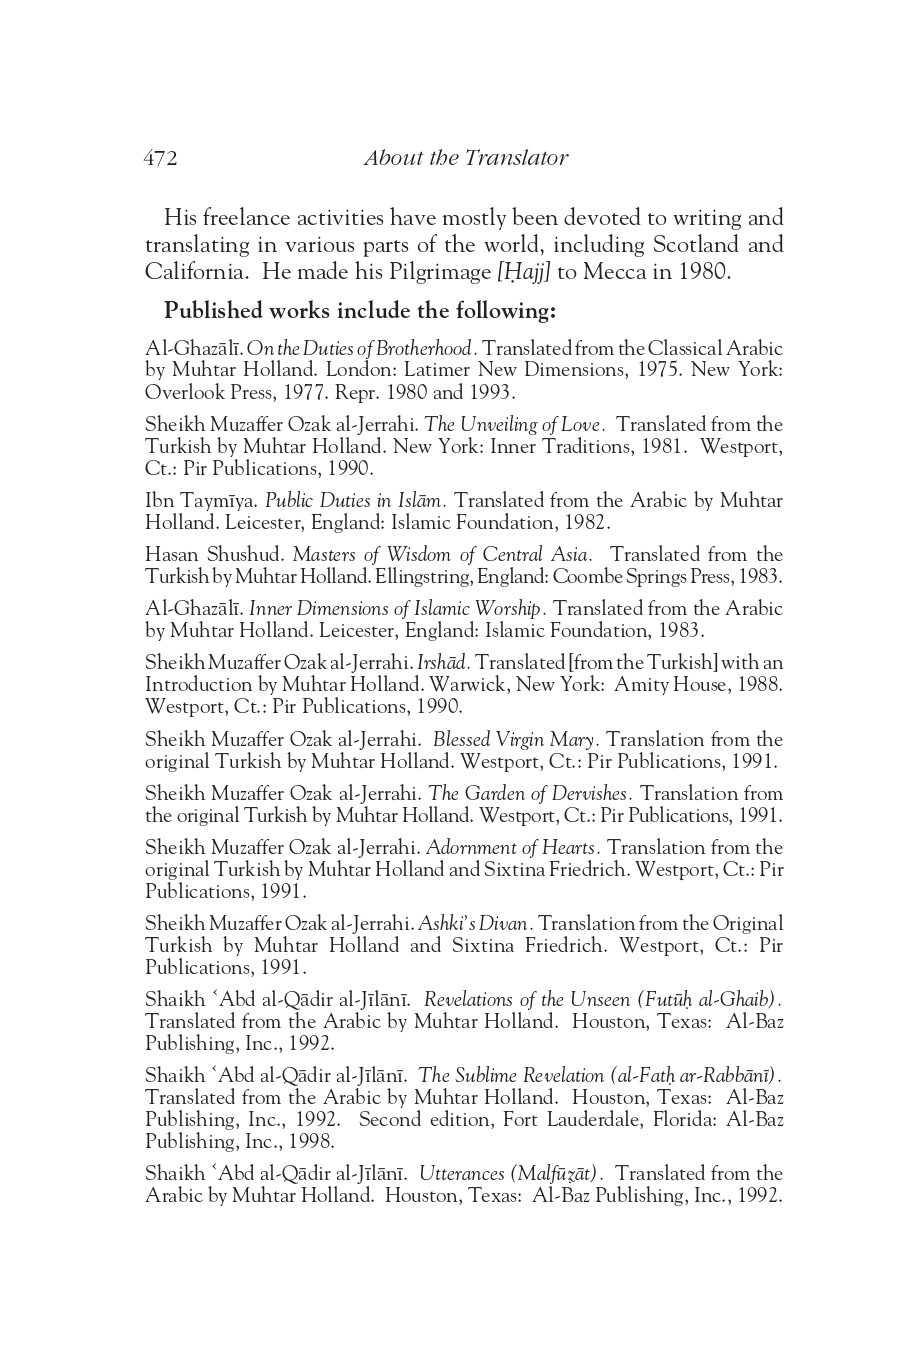 472 About the Translator
His freelance activities have mostly been devoted to writing and
translating in various parts of the world, including Scotland and
California. He made his Pilgrimage [Ḥajj] to Mecca in 1980.
Published works include the following:
Al-Ghazālī. On the Duties of Brotherhood. Translated from the Classical Arabic
by Muhtar Holland. London: Latimer New Dimensions, 1975. New York:
Overlook Press, 1977. Repr. 1980 and 1993.
Sheikh Muzaffer Ozak al-Jerrahi. The Unveiling of Love. Translated from the
Turkish by Muhtar Holland. New York: Inner Traditions, 1981. Westport,
Ct.: Pir Publications, 1990.
Ibn Taymīya. Public Duties in Islām. Translated from the Arabic by Muhtar
Holland. Leicester, England: Islamic Foundation, 1982.
Hasan Shushud. Masters of Wisdom of Central Asia. Translated from the
Turkish by Muhtar Holland. Ellingstring, England: Coombe Springs Press, 1983.
Al-Ghazālī. Inner Dimensions of Islamic Worship. Translated from the Arabic
by Muhtar Holland. Leicester, England: Islamic Foundation, 1983.
Sheikh Muzaffer Ozak al-Jerrahi. Irshād. Translated [from the Turkish] with an
Introduction by Muhtar Holland. Warwick, New York: Amity House, 1988.
Westport, Ct.: Pir Publications, 1990.
Sheikh Muzaffer Ozak al-Jerrahi. Blessed Virgin Mary. Translation from the
original Turkish by Muhtar Holland. Westport, Ct.: Pir Publications, 1991.
Sheikh Muzaffer Ozak al-Jerrahi. The Garden of Dervishes. Translation from
the original Turkish by Muhtar Holland. Westport, Ct.: Pir Publications, 1991.
Sheikh Muzaffer Ozak al-Jerrahi. Adornment of Hearts. Translation from the
original Turkish by Muhtar Holland and Sixtina Friedrich. Westport, Ct.: Pir
Publications, 1991.
Sheikh Muzaffer Ozak al-Jerrahi. Ashki’s Divan. Translation from the Original
Turkish by Muhtar Holland and Sixtina Friedrich. Westport, Ct.: Pir
Publications, 1991.
Shaikh ʿAbd al-Qādir al-Jīlānī. Revelations of the Unseen (Futūḥ al-Ghaib).
Translated from the Arabic by Muhtar Holland. Houston, Texas: Al-Baz
Publishing, Inc., 1992.
Shaikh ʿAbd al-Qādir al-Jīlānī. The Sublime Revelation (al-Fatḥ ar-Rabbānī).
Translated from the Arabic by Muhtar Holland. Houston, Texas: Al-Baz
Publishing, Inc., 1992. Second edition, Fort Lauderdale, Florida: Al-Baz
Publishing, Inc., 1998.
Shaikh ʿAbd al-Qādir al-Jīlānī. Utterances (Malfūẓāt). Translated from the
Arabic by Muhtar Holland. Houston, Texas: Al-Baz Publishing, Inc., 1992.